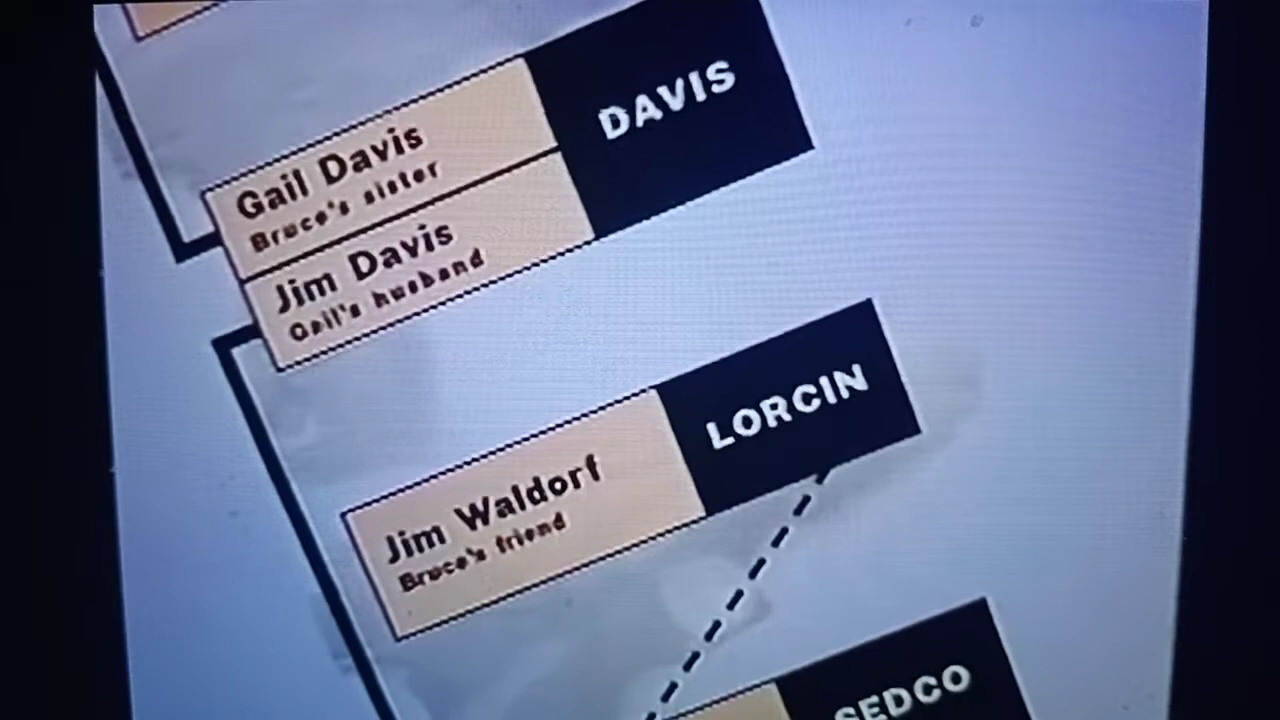 DAVIS
Gail Davis
Bruce's sister
Jim Davis
Gail's husband
LORCIN
Jim Waldorf
Bruce's friend
SEDCO